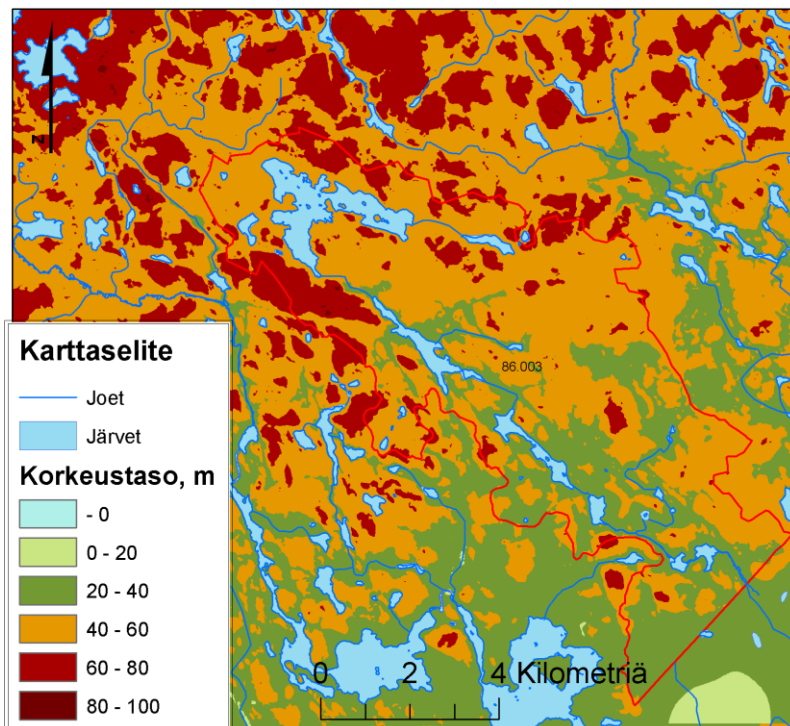 N
86.003
Karttaselite
Joet
Järvet
Korkeustaso, m
- 0
0 - 20
20 - 40
40 - 60
60 - 80
80 - 100
0 2 4 Kilometriä